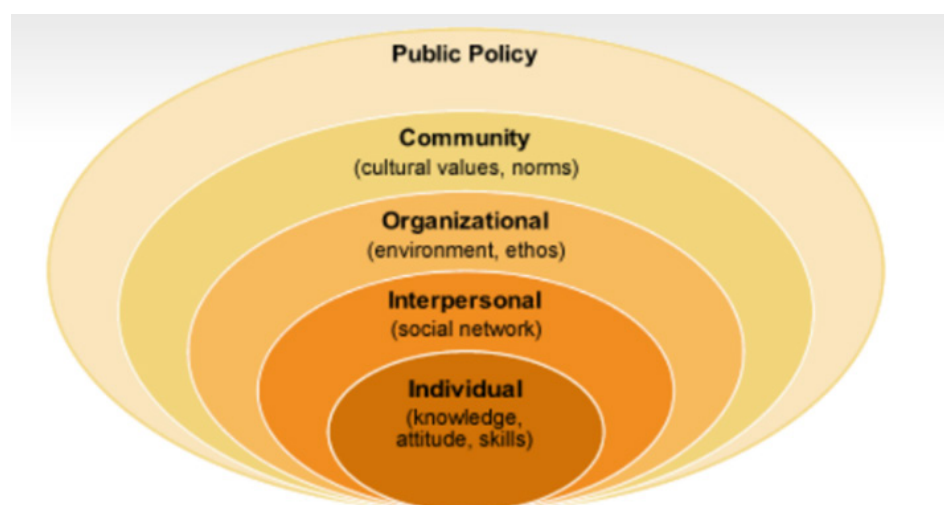 Public Policy
Community
(cultural values, norms)
Organizational
(environment, ethos)
Interpersonal
(social network)
Individual
(knowledge,
attitude, skills)